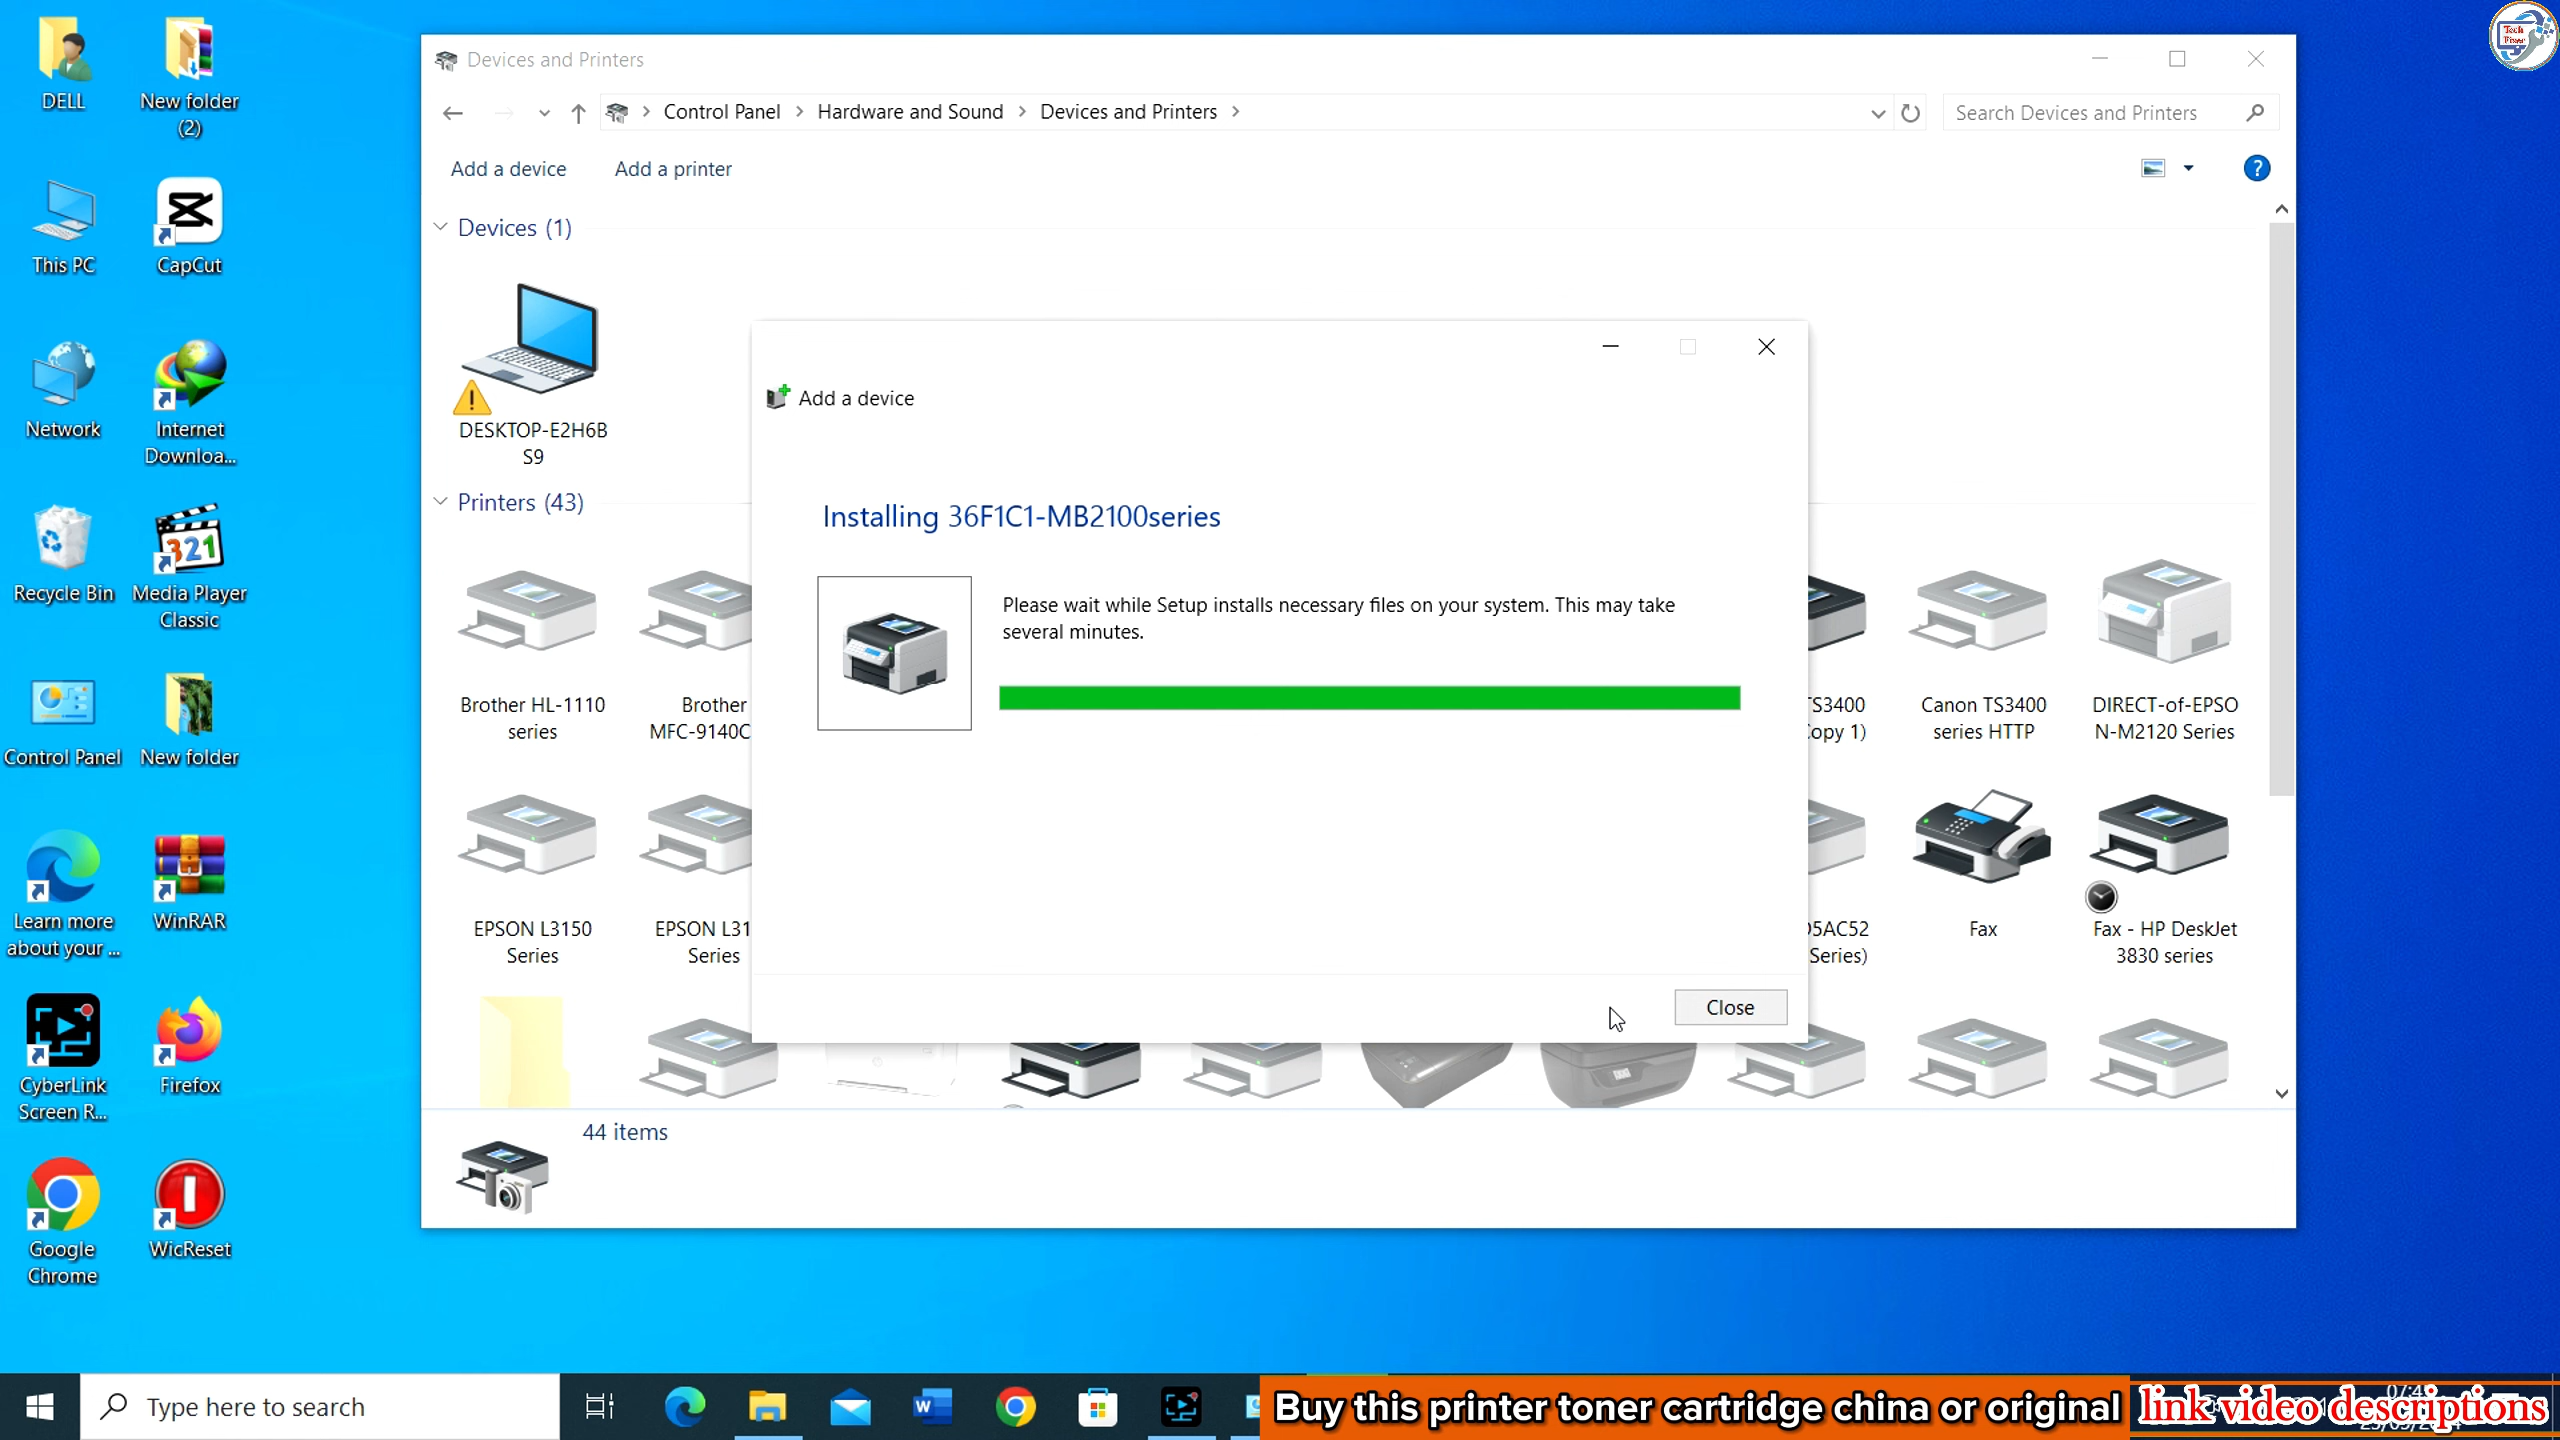 DELL
New folder
(2)
This PC
CapCut
Network
Internet
Downloa...
Recycle Bin
Media Player
Classic
321
Control Panel
New folder
Learn more
about your ...
WinRAR
CyberLink
Screen R...
Firefox
Google
Chrome
WicReset
Devices and Printers
Control Panel
Hardware and Sound
Devices and Printers
Search Devices and Printers
Add a device
Add a printer
Devices (1)
DESKTOP-E2H6B
S9
Printers (43)
Brother HL-1110
series
Brother
MFC-9140C
TS3400
opy 1)
Canon TS3400
series HTTP
DIRECT-of-EPSO
N-M2120 Series
EPSON L3150
Series
EPSON L31
Series
5AC52
Series)
Fax
Fax - HP DeskJet
3830 series
Add a device
Installing 36F1C1-MB2100series
Please wait while Setup installs necessary files on your system. This may take
several minutes.
Close
44 items
Type here to search
Buy this printer toner cartridge china or original
link video descriptions
Tech
Fixer